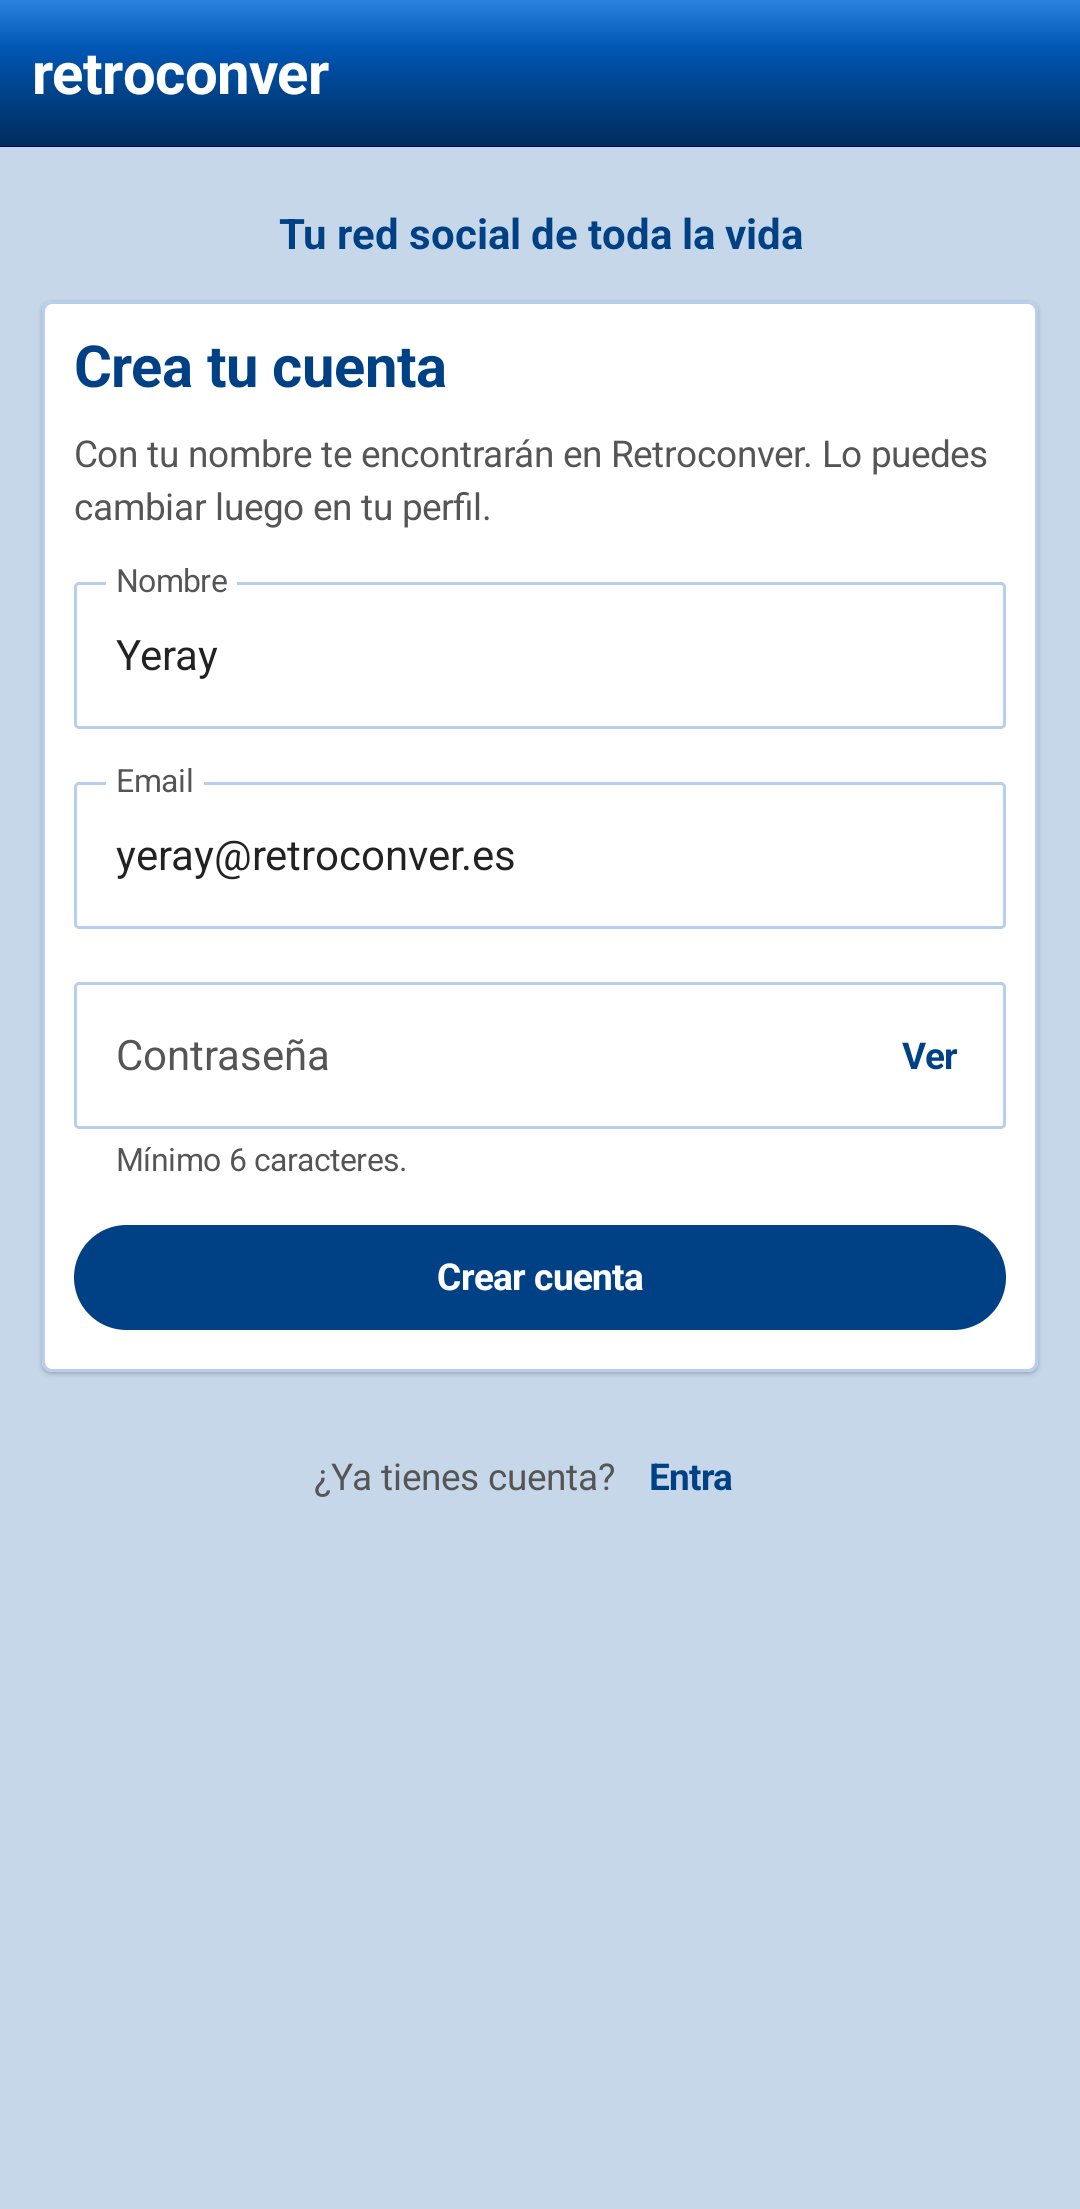 retroconver
Tu red social de toda la vida
Crea tu cuenta
Con tu nombre te encontrarán en Retroconver. Lo puedes
cambiar luego en tu perfil.
Nombre
Yeray
Email
yeray@retroconver.es
Contraseña
Ver
Mínimo 6 caracteres.
Crear cuenta
¿Ya tienes cuenta? Entra